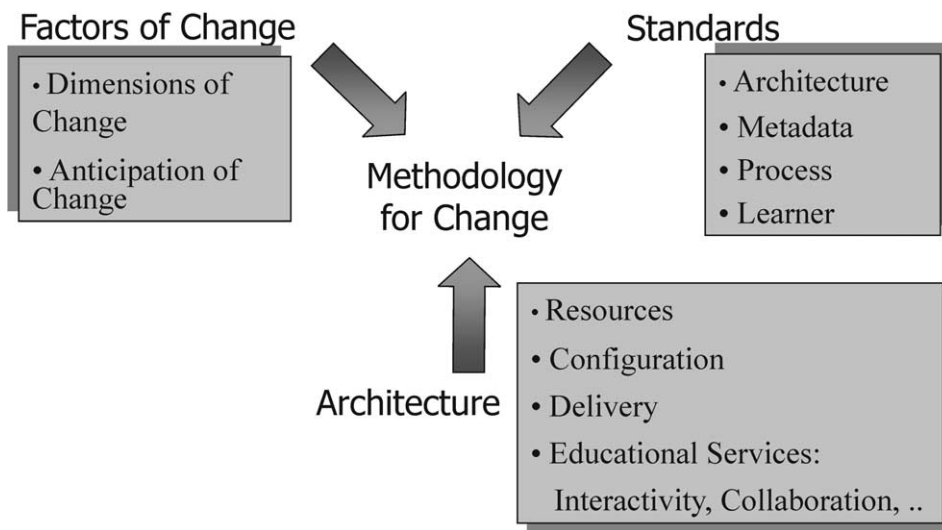 Factors of Change
• Dimensions of
Change
• Anticipation of
Change
Standards
• Architecture
• Metadata
• Process
• Learner
Methodology
for Change
Architecture
• Resources
• Configuration
• Delivery
• Educational Services:
Interactivity, Collaboration, ..